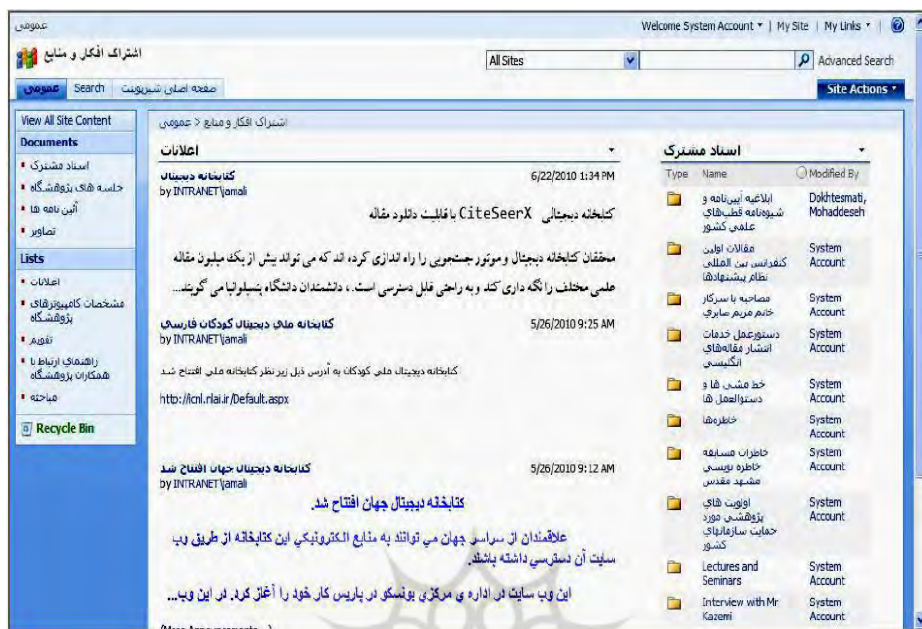 عمومی
Welcome System Account ▾ | My Site | My Links ▾ |
اشتراک افکار و منابع
All Sites
Advanced Search
عمومی
Search
صفحه اصلی شیرپوینت
Site Actions ▾
View All Site Content
Documents
اسناد مشترک
جلسه های پژوهشگاه
آئین نامه ها
تصاویر
Lists
اعلانات
مشخصات کامپیوترهای
پژوهشگاه
تقویم
راهنمای ارتباط با
همکاران پژوهشگاه
مباحثه
Recycle Bin
اشتراک افکار و منابع > عمومی
اعلانات
کتابخانه دیجیتال
6/22/2010 1:34 PM
by INTRANET\jamali
کتابخانه دیجیتالی CiteSeerX با قابلیت دانلود مقاله
محققان کتابخانه دیجیتال و موتور جستجویی را راه اندازی کرده اند که می تواند بیش از یک میلیون مقاله
علمی مختلف را نگه داری کند و به راحتی قابل دسترسی است. ، دانشمندان دانشگاه پنسیلوانیا می گویند...
کتابخانه ملي دیجیتال کودکان فارسي
5/26/2010 9:25 AM
by INTRANET\jamali
کتابخانه دیجیتال ملی کودکان به آدرس ذیل زیر نظر کتابخانه ملی افتتاح شد
http://icnl.nlai.ir/Default.aspx
کتابخانه دیجیتال جهان افتتاح شد
5/26/2010 9:12 AM
by INTRANET\jamali
کتابخانه دیجیتال جهان افتتاح شد.
علاقمندان از سراسر جهان مي توانند به منابع الکترونیکي این کتابخانه از طریق وب
سایت آن دسترسي داشته باشند.
این وب سایت در اداره ي مرکزي یونسکو در پاریس کار خود را آغاز کرد. در این وب...
اسناد مشترک
Type Name Modified By
ابلاغیه آیین‌نامه و
شیوه‌نامه قطب‌های
علمی کشور
Dokhtesmati,
Mohaddeseh
مقالات اولین
کنفرانس بین المللی
نظام پیشنهادها
System
Account
مصاحبه با سرکار
خانم مریم صابري
System
Account
دستورعمل خدمات
انتشار مقاله‌های
انگلیسي
System
Account
خط مشی ها و
دستوالعمل ها
System
Account
خاطره‌ها
System
Account
خاطرات مسابقه
خاطره نویسی
مشهد مقدس
System
Account
اولویت های
پژوهشی مورد
حمایت سازمانهای
کشور
System
Account
Lectures and
Seminars
System
Account
Interview with Mr
Kazemi
System
Account